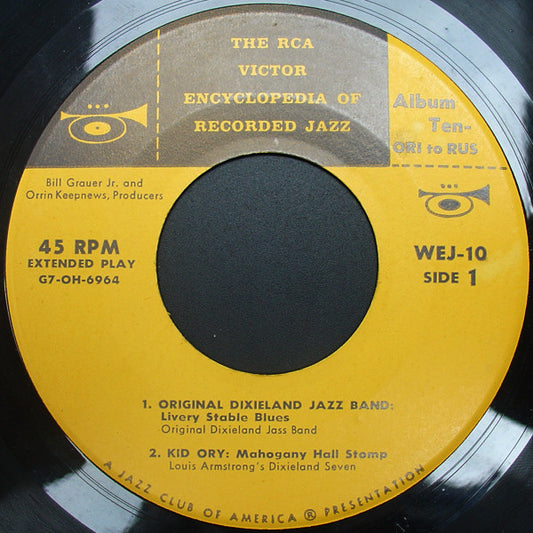 THE RCA
VICTOR
ENCYCLOPEDIA OF
RECORDED JAZZ
Album
Ten-
ORI to RUS
Bill Grauer Jr. and
Orrin Keepnews, Producers
45 RPM
EXTENDED PLAY
G7-OH-6964
WEJ-10
SIDE 1
1. ORIGINAL DIXIELAND JAZZ BAND:
Livery Stable Blues
Original Dixieland Jass Band
2. KID ORY: Mahogany Hall Stomp
Louis Armstrong's Dixieland Seven
A JAZZ CLUB OF AMERICA ® PRESENTATION